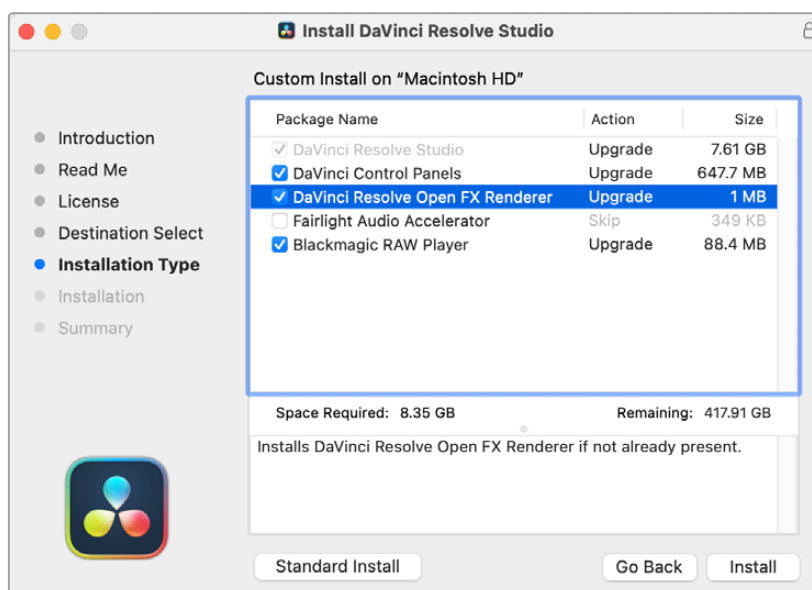 Install DaVinci Resolve Studio
Custom Install on “Macintosh HD”
Introduction
Read Me
License
Destination Select
Installation Type
Installation
Summary
Package Name Action Size
DaVinci Resolve Studio Upgrade 7.61 GB
DaVinci Control Panels Upgrade 647.7 MB
DaVinci Resolve Open FX Renderer Upgrade 1 MB
Fairlight Audio Accelerator Skip 349 KB
Blackmagic RAW Player Upgrade 88.4 MB
Space Required: 8.35 GB Remaining: 417.91 GB
Installs DaVinci Resolve Open FX Renderer if not already present.
Standard Install Go Back Install